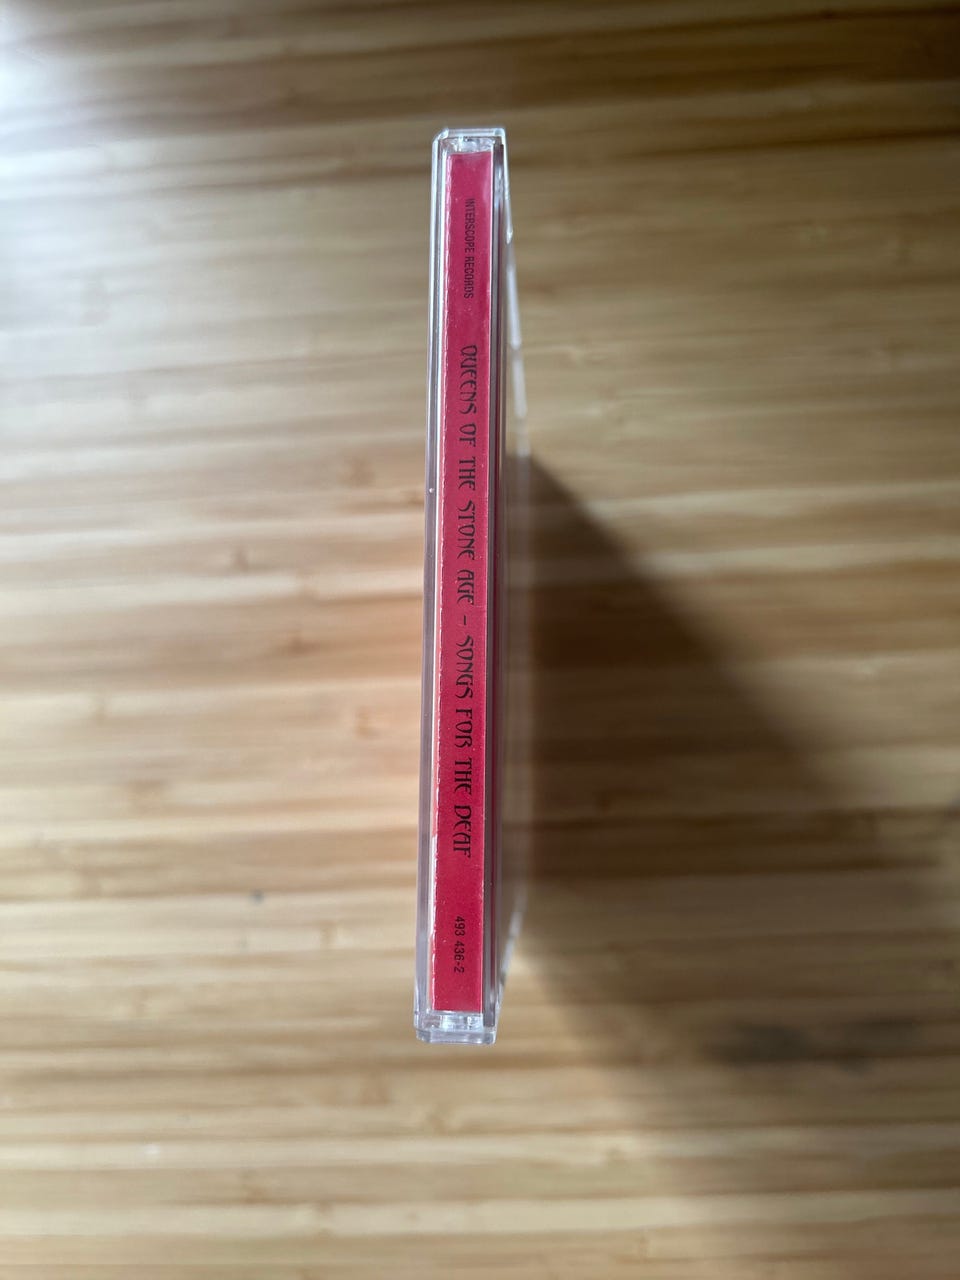 INTERSCOPE RECORDS
QUEENS OF THE STONE AGE - SONGS FOR THE DEAF
493 436-2